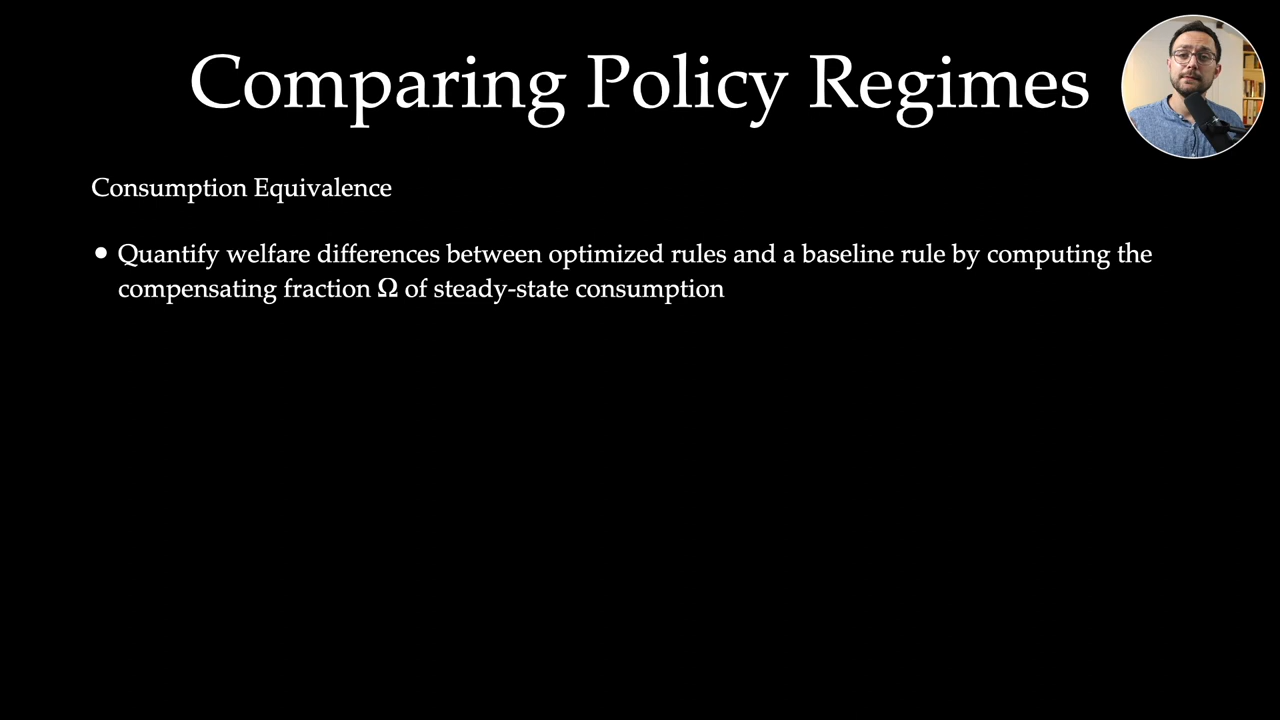 Comparing Policy Regimes
Consumption Equivalence
• Quantify welfare differences between optimized rules and a baseline rule by computing the
compensating fraction Ω of steady-state consumption